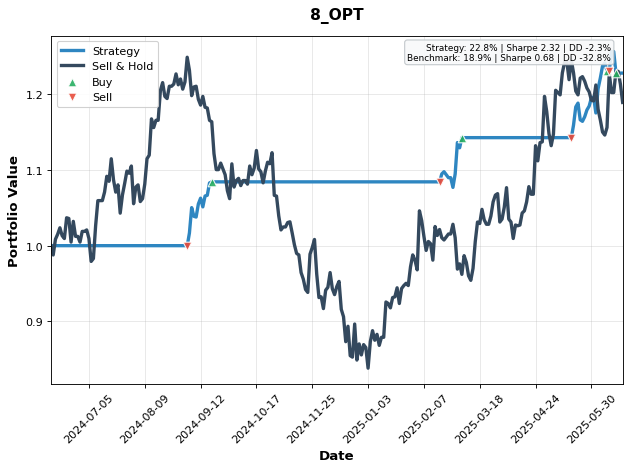 8_OPT
Strategy: 22.8% | Sharpe 2.32 | DD -2.3%
Benchmark: 18.9% | Sharpe 0.68 | DD -32.8%
Strategy
Sell & Hold
Buy
Sell
Portfolio Value
1.2
1.1
1.0
0.9
2024-07-05
2024-08-09
2024-09-12
2024-10-17
2024-11-25
2025-01-03
2025-02-07
2025-03-18
2025-04-24
2025-05-30
Date